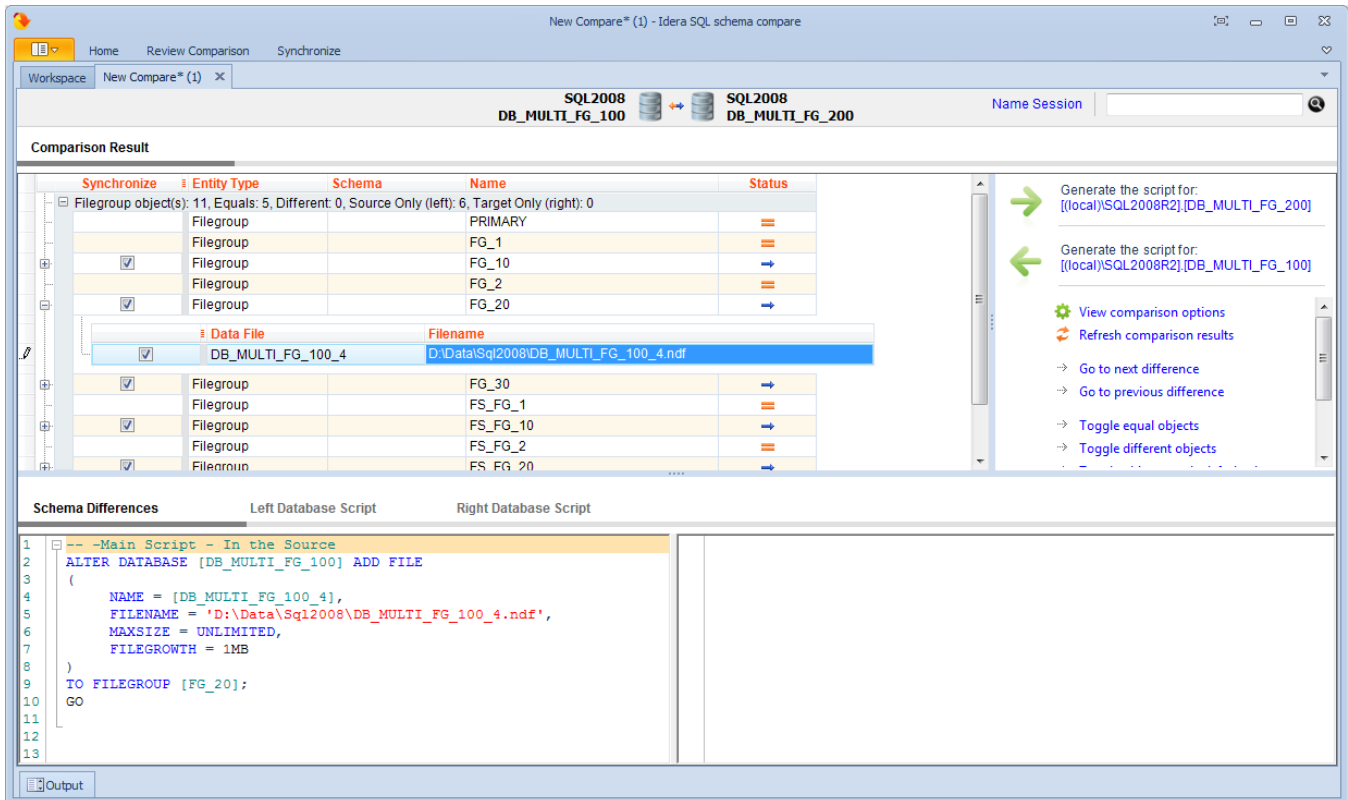 New Compare* (1) - Idera SQL schema compare
Home Review Comparison Synchronize
Workspace New Compare* (1)
SQL2008 SQL2008
DB_MULTI_FG_100 DB_MULTI_FG_200
Name Session
Comparison Result
Synchronize Entity Type Schema Name Status
Filegroup object(s): 11, Equals: 5, Different: 0, Source Only (left): 6, Target Only (right): 0
Filegroup PRIMARY
Filegroup FG_1
Filegroup FG_10
Filegroup FG_2
Filegroup FG_20
Data File Filename
DB_MULTI_FG_100_4 D:\Data\Sql2008\DB_MULTI_FG_100_4.ndf
Filegroup FG_30
Filegroup FS_FG_1
Filegroup FS_FG_10
Filegroup FS_FG_2
Filegroup FS_FG_20
Generate the script for:
[(local)\SQL2008R2].[DB_MULTI_FG_200]
Generate the script for:
[(local)\SQL2008R2].[DB_MULTI_FG_100]
View comparison options
Refresh comparison results
Go to next difference
Go to previous difference
Toggle equal objects
Toggle different objects
Schema Differences Left Database Script Right Database Script
1 -- -Main Script - In the Source
2 ALTER DATABASE [DB_MULTI_FG_100] ADD FILE
3 (
4 NAME = [DB_MULTI_FG_100_4],
5 FILENAME = 'D:\Data\Sql2008\DB_MULTI_FG_100_4.ndf',
6 MAXSIZE = UNLIMITED,
7 FILEGROWTH = 1MB
8 )
9 TO FILEGROUP [FG_20];
10 GO
11
12
13
Output